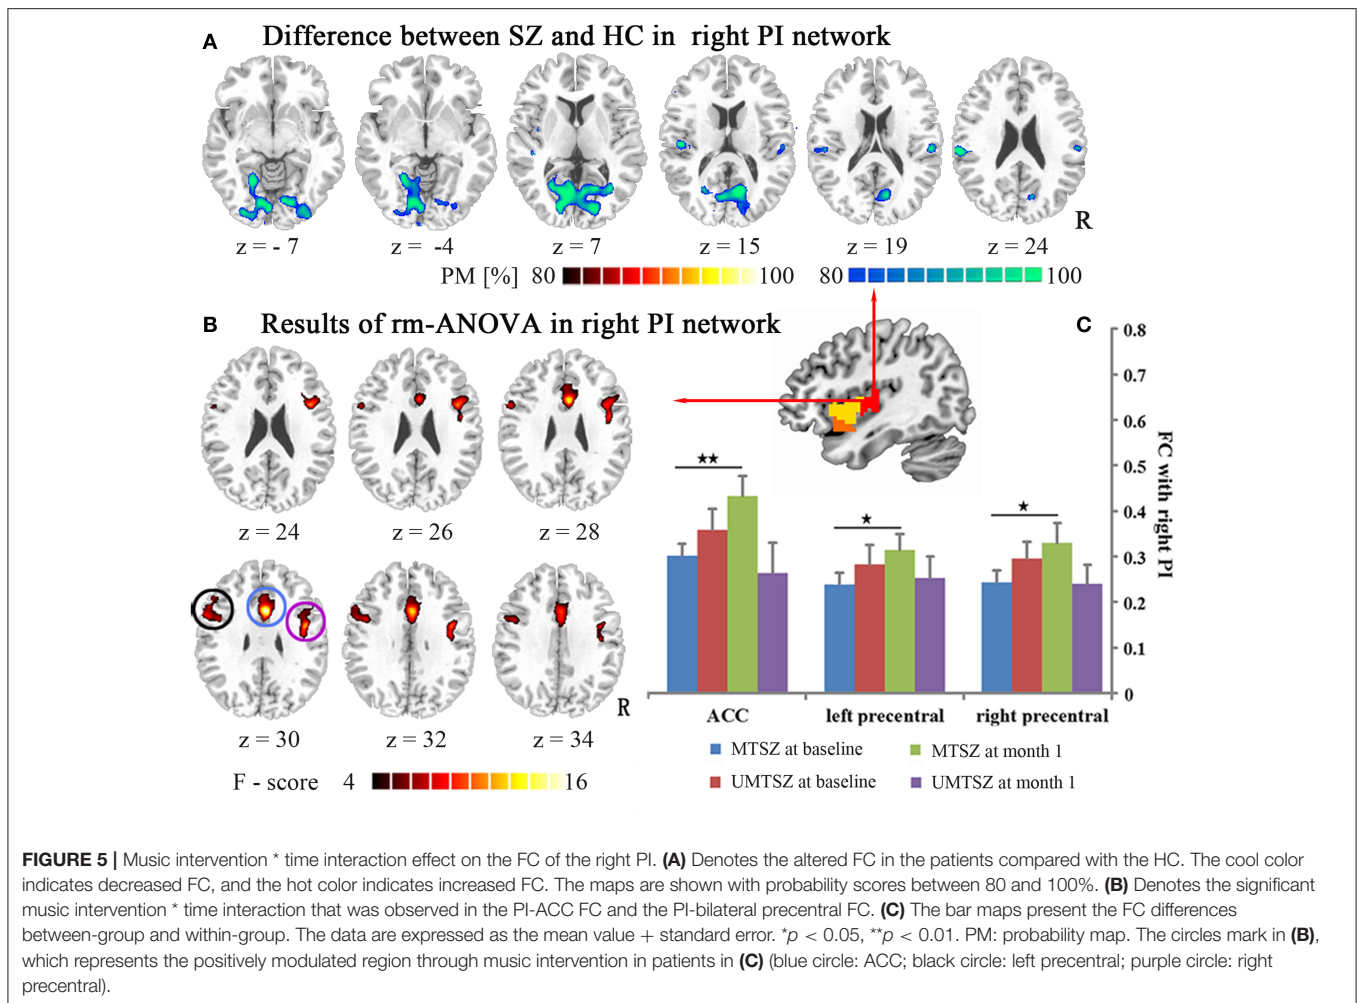 A Difference between SZ and HC in right PI network
R
z = - 7 z = -4 z = 7 z = 15 z = 19 z = 24
PM [%] 80 100 80 100
B Results of rm-ANOVA in right PI network
z = 24 z = 26 z = 28
R
z = 30 z = 32 z = 34
F - score 4 16
C
0.8
0.7
0.6
0.5
0.4
0.3
0.2
0.1
0
FC with right PI
★★ ★ ★
ACC left precentral right precentral
MTSZ at baseline MTSZ at month 1
UMTSZ at baseline UMTSZ at month 1
FIGURE 5 | Music intervention * time interaction effect on the FC of the right PI. (A) Denotes the altered FC in the patients compared with the HC. The cool color
indicates decreased FC, and the hot color indicates increased FC. The maps are shown with probability scores between 80 and 100%. (B) Denotes the significant
music intervention * time interaction that was observed in the PI-ACC FC and the PI-bilateral precentral FC. (C) The bar maps present the FC differences
between-group and within-group. The data are expressed as the mean value + standard error. *p < 0.05, **p < 0.01. PM: probability map. The circles mark in (B),
which represents the positively modulated region through music intervention in patients in (C) (blue circle: ACC; black circle: left precentral; purple circle: right
precentral).